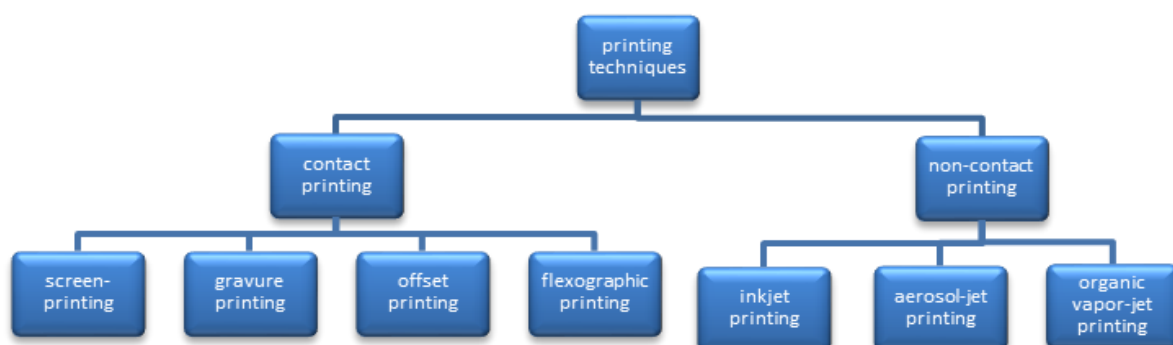 printing
techniques
contact
printing
non-contact
printing
screen-
printing
gravure
printing
offset
printing
flexographic
printing
inkjet
printing
aerosol-jet
printing
organic
vapor-jet
printing